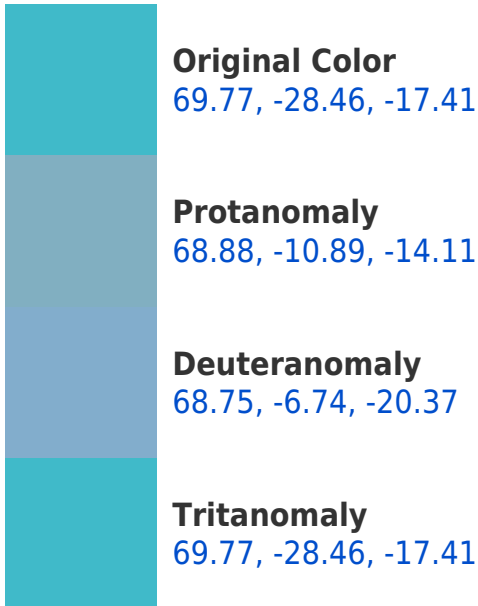 Original Color
69.77, -28.46, -17.41
Protanomaly
68.88, -10.89, -14.11
Deuteranomaly
68.75, -6.74, -20.37
Tritanomaly
69.77, -28.46, -17.41